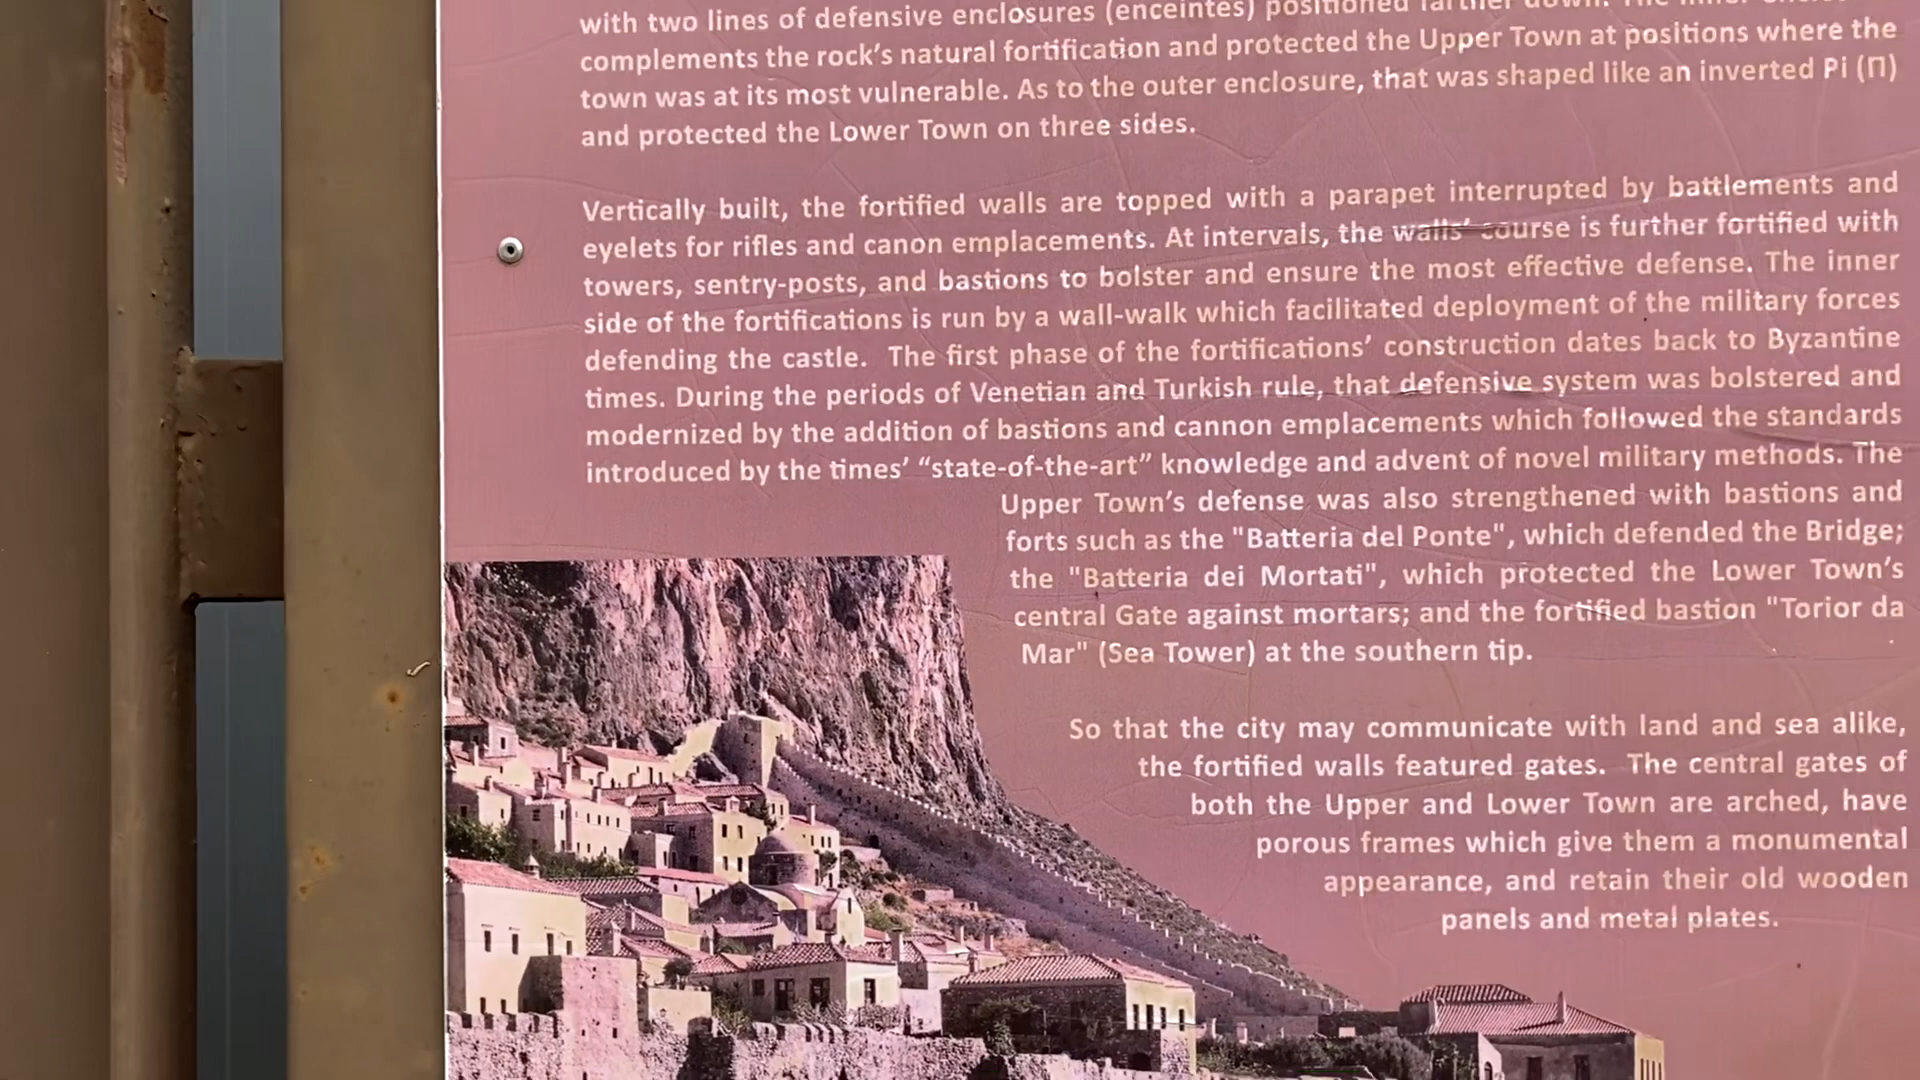 with two lines of defensive enclosures (enceintes) positioned farther down. The inner
complements the rock's natural fortification and protected the Upper Town at positions where the
town was at its most vulnerable. As to the outer enclosure, that was shaped like an inverted Pi (Π)
and protected the Lower Town on three sides.
Vertically built, the fortified walls are topped with a parapet interrupted by battlements and
eyelets for rifles and canon emplacements. At intervals, the walls' course is further fortified with
towers, sentry-posts, and bastions to bolster and ensure the most effective defense. The inner
side of the fortifications is run by a wall-walk which facilitated deployment of the military forces
defending the castle. The first phase of the fortifications' construction dates back to Byzantine
times. During the periods of Venetian and Turkish rule, that defensive system was bolstered and
modernized by the addition of bastions and cannon emplacements which followed the standards
introduced by the times' “state-of-the-art” knowledge and advent of novel military methods. The
Upper Town's defense was also strengthened with bastions and
forts such as the "Batteria del Ponte", which defended the Bridge;
the "Batteria dei Mortati", which protected the Lower Town's
central Gate against mortars; and the fortified bastion "Torior da
Mar" (Sea Tower) at the southern tip.
So that the city may communicate with land and sea alike,
the fortified walls featured gates. The central gates of
both the Upper and Lower Town are arched, have
porous frames which give them a monumental
appearance, and retain their old wooden
panels and metal plates.